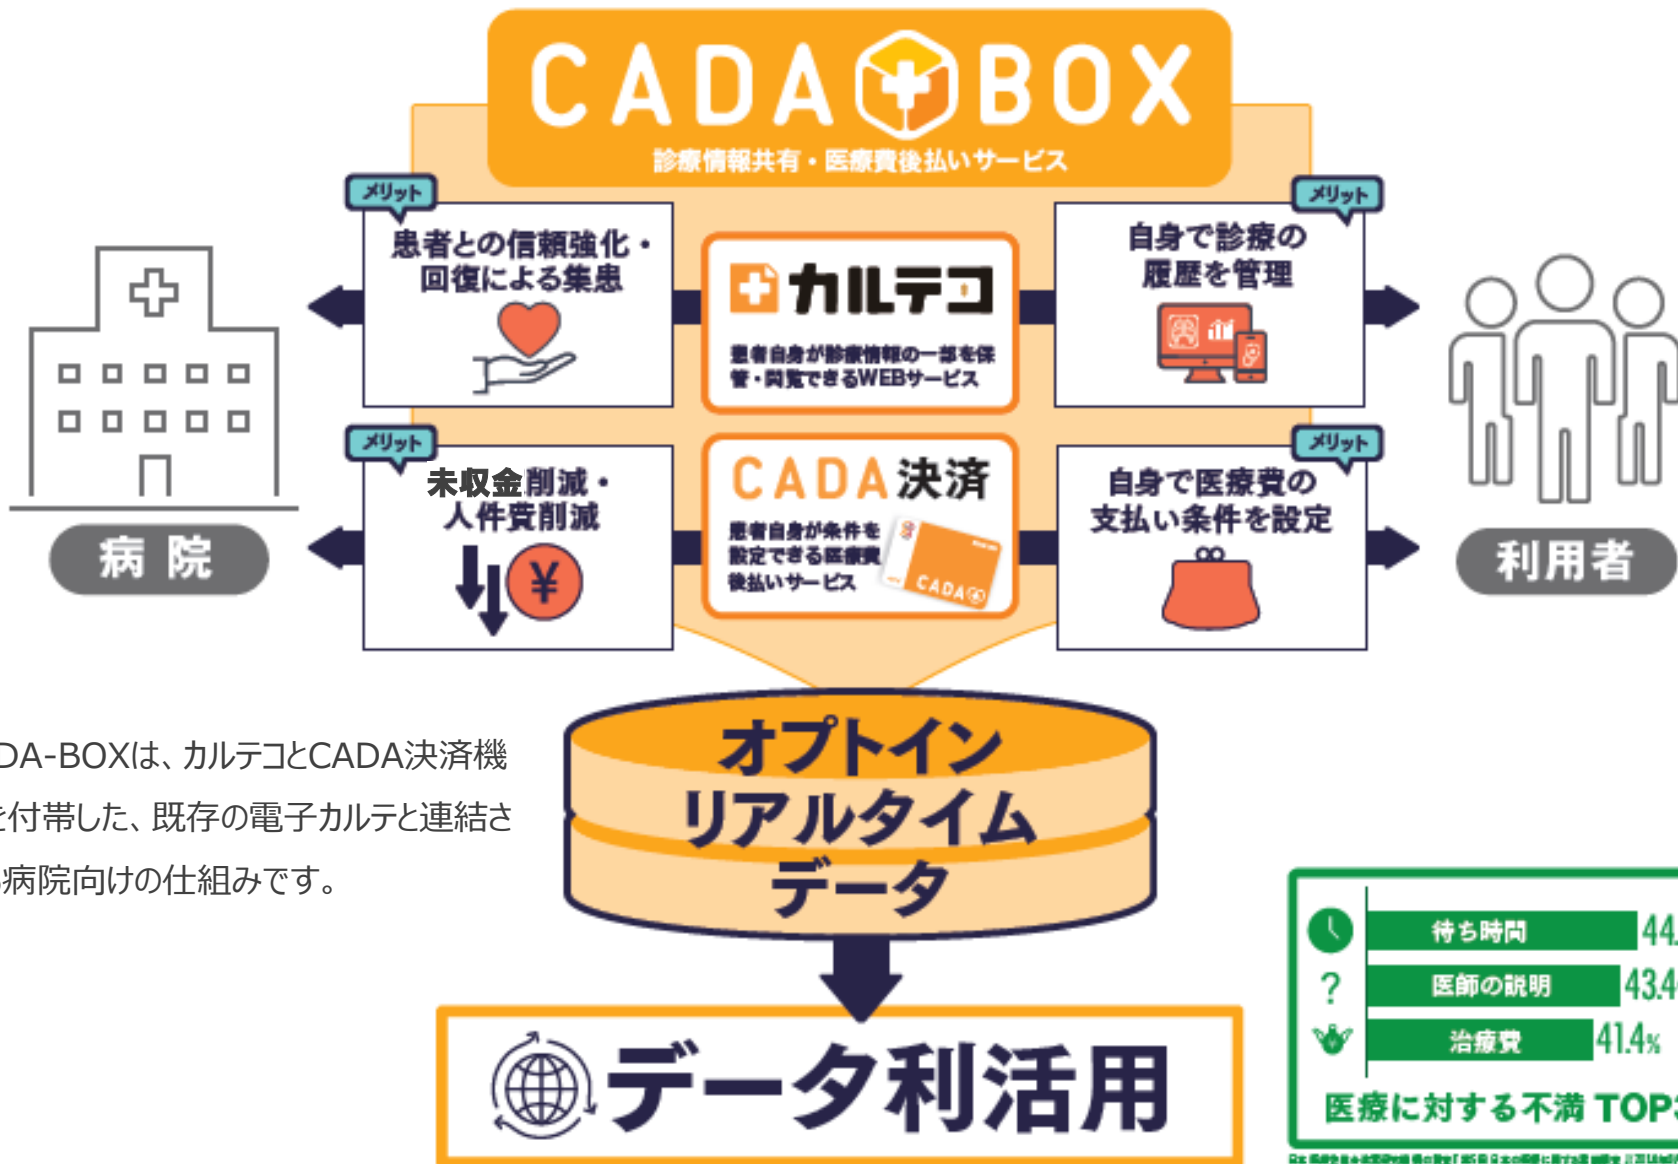 CADA BOX
診療情報共有・医療費後払いサービス
メリット
患者との信頼強化・
回復による集患
カルテコ
患者自身が診療情報の一部を保
管・閲覧できるWEBサービス
メリット
自身で診療の
履歴を管理
メリット
未収金削減・
人件費削減
¥
CADA決済
患者自身が条件を
設定できる医療費
後払いサービス
CADA
メリット
自身で医療費の
支払い条件を設定
病院
利用者
DA-BOXは、カルテコとCADA決済機
を付帯した、既存の電子カルテと連結さ
病院向けの仕組みです。
オプトイン
リアルタイム
データ
データ利活用
待ち時間 44.
? 医師の説明 43.4
治療費 41.4%
医療に対する不満 TOP